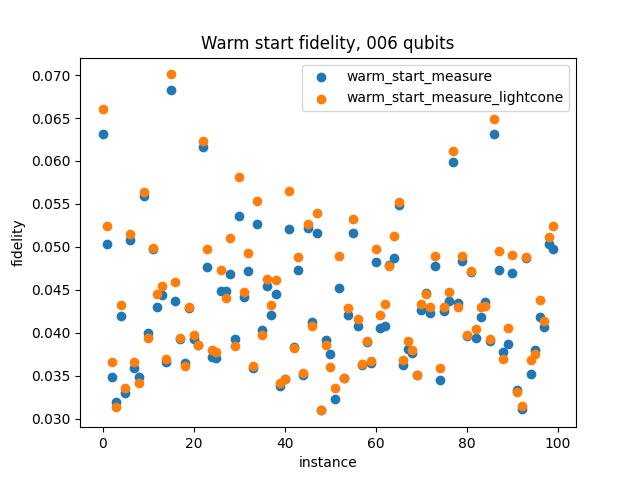 Warm start fidelity, 006 qubits
warm_start_measure
warm_start_measure_lightcone
fidelity
0.070
0.065
0.060
0.055
0.050
0.045
0.040
0.035
0.030
0 20 40 60 80 100
instance